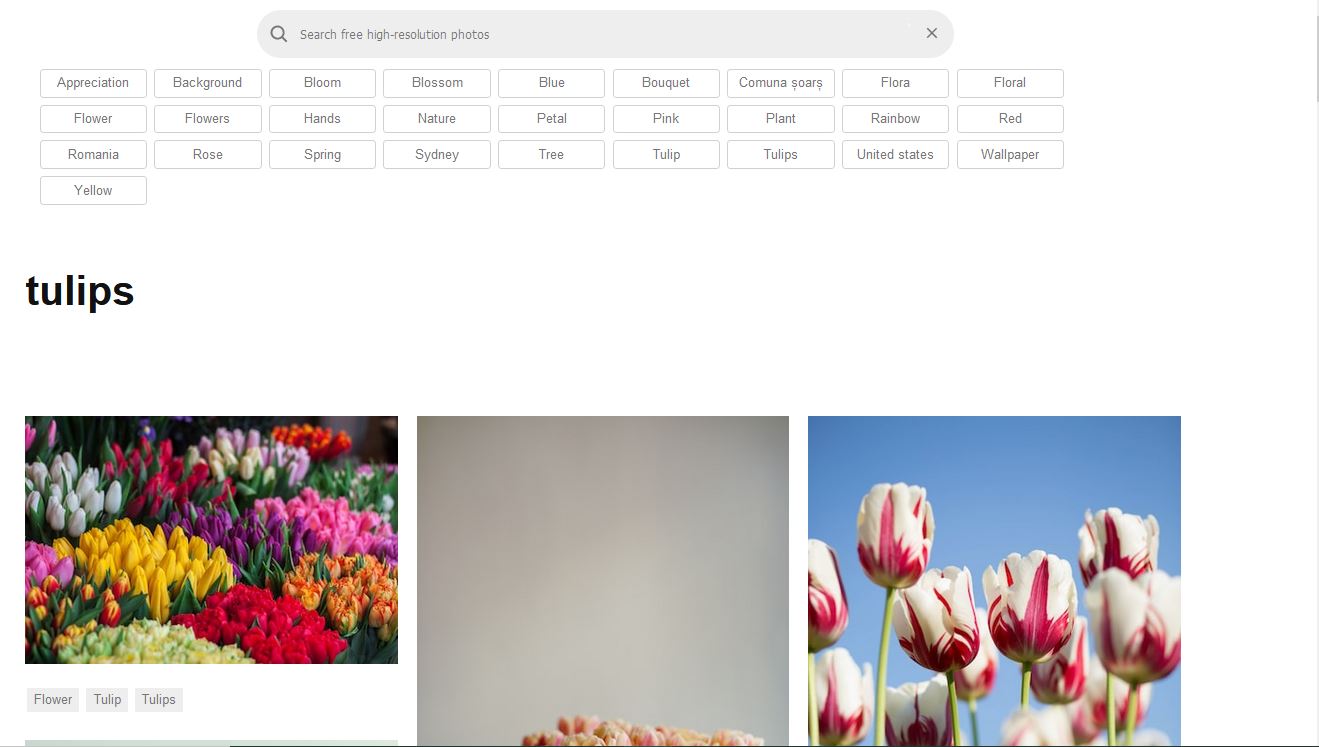 Search free high-resolution photos
Appreciation Background Bloom Blossom Blue Bouquet Comuna șoarș Flora Floral
Flower Flowers Hands Nature Petal Pink Plant Rainbow Red
Romania Rose Spring Sydney Tree Tulip Tulips United states Wallpaper
Yellow
tulips
Flower Tulip Tulips